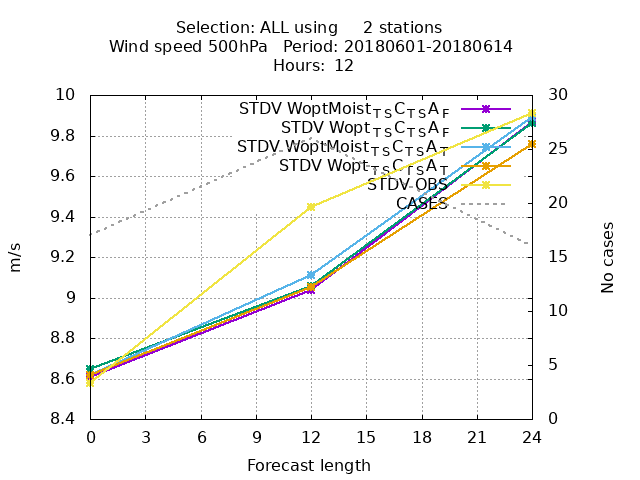 Selection: ALL using     2 stations
Wind speed 500hPa   Period: 20180601-20180614
Hours:  12
10
9.8
9.6
9.4
9.2
9
8.8
8.6
8.4
30
25
20
15
10
5
0
STDV WoptMoist_TS C_TS A_F
STDV Wopt_TS C_TS A_F
STDV WoptMoist_TS C_TS A_T
STDV Wopt_TS C_TS A_T
STDV OBS
CASES
m/s
No cases
0 3 6 9 12 15 18 21 24
Forecast length